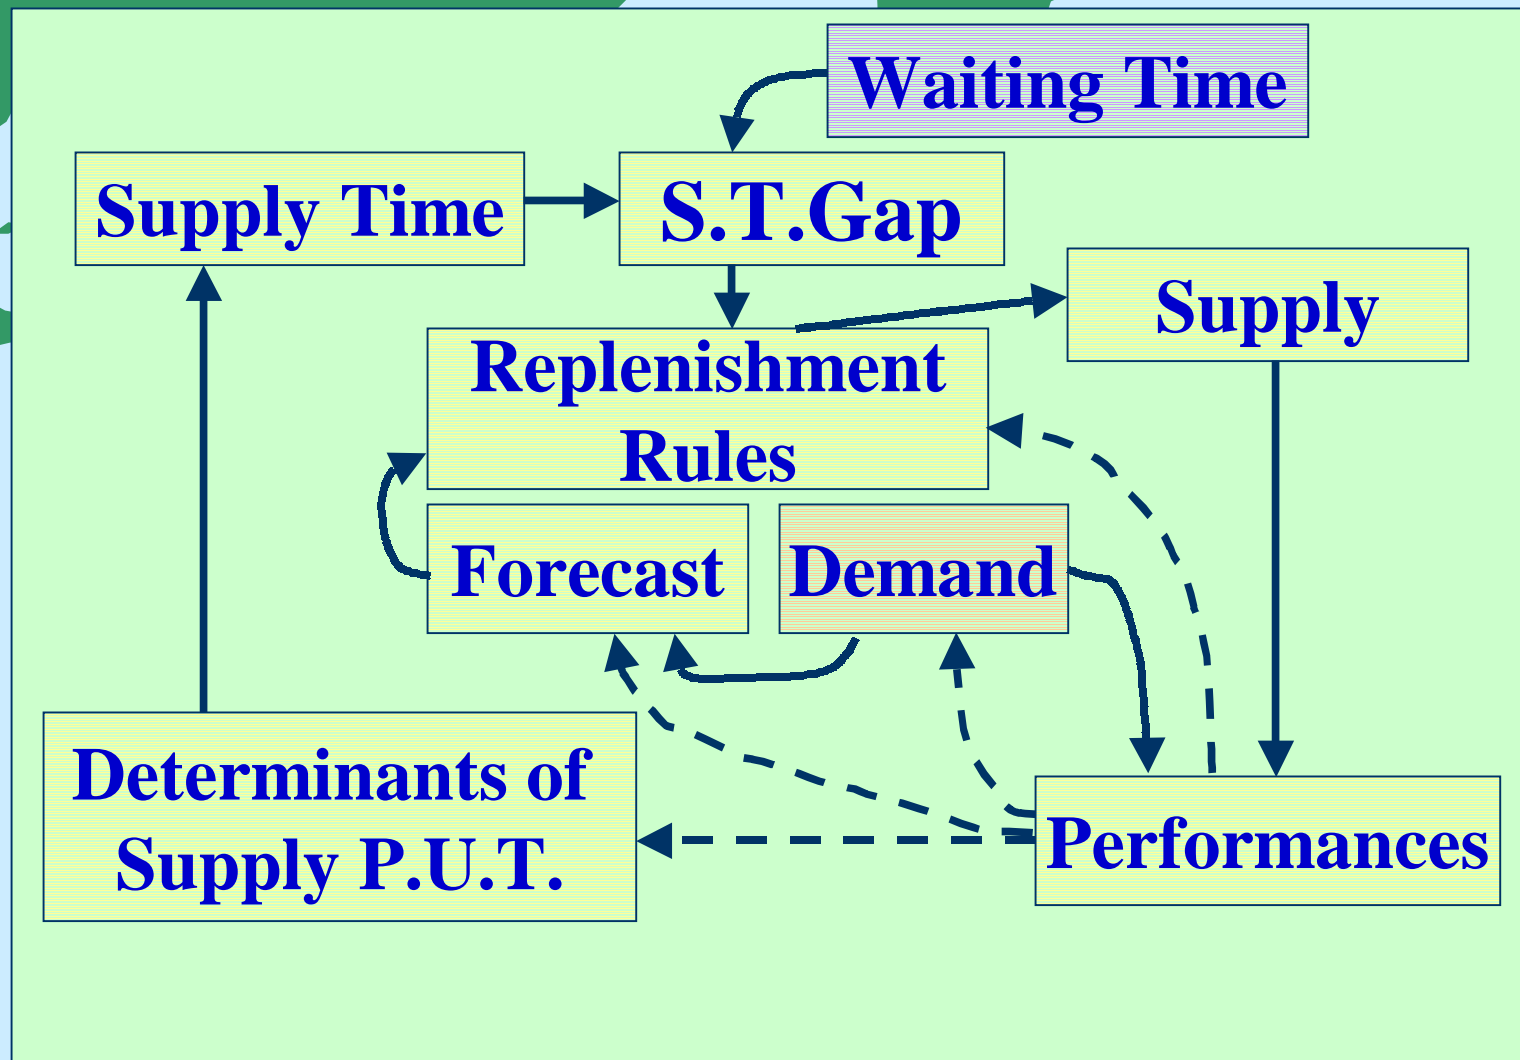 Waiting Time
Supply Time
S.T.Gap
Supply
Replenishment
Rules
Forecast
Demand
Determinants of
Supply P.U.T.
Performances